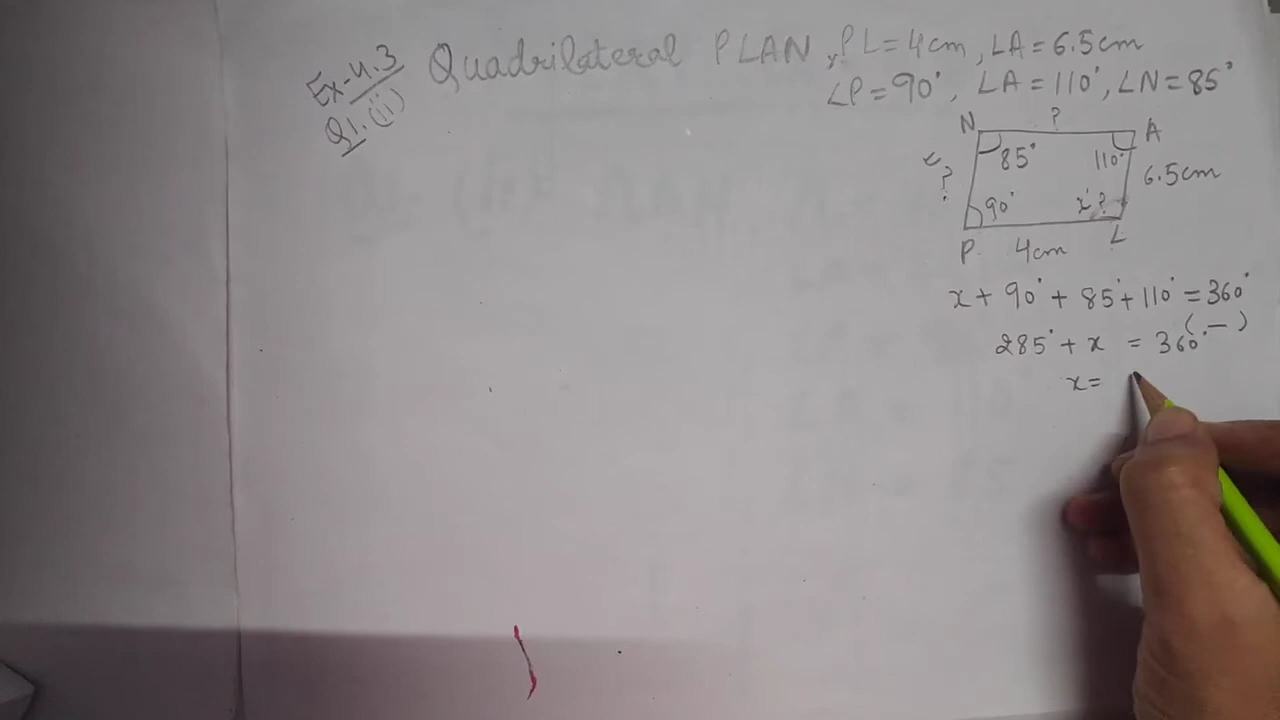 Ex-4.3 Quadrilateral PLAN, PL=4cm, LA=6.5cm
Q1.(ii) ∠P=90°, ∠A=110°, ∠N=85°
N ? A
85° 110°
? 6.5cm
90° x?
P 4cm L
x+90°+85°+110°=360°
(-)
285°+x=360°
x=